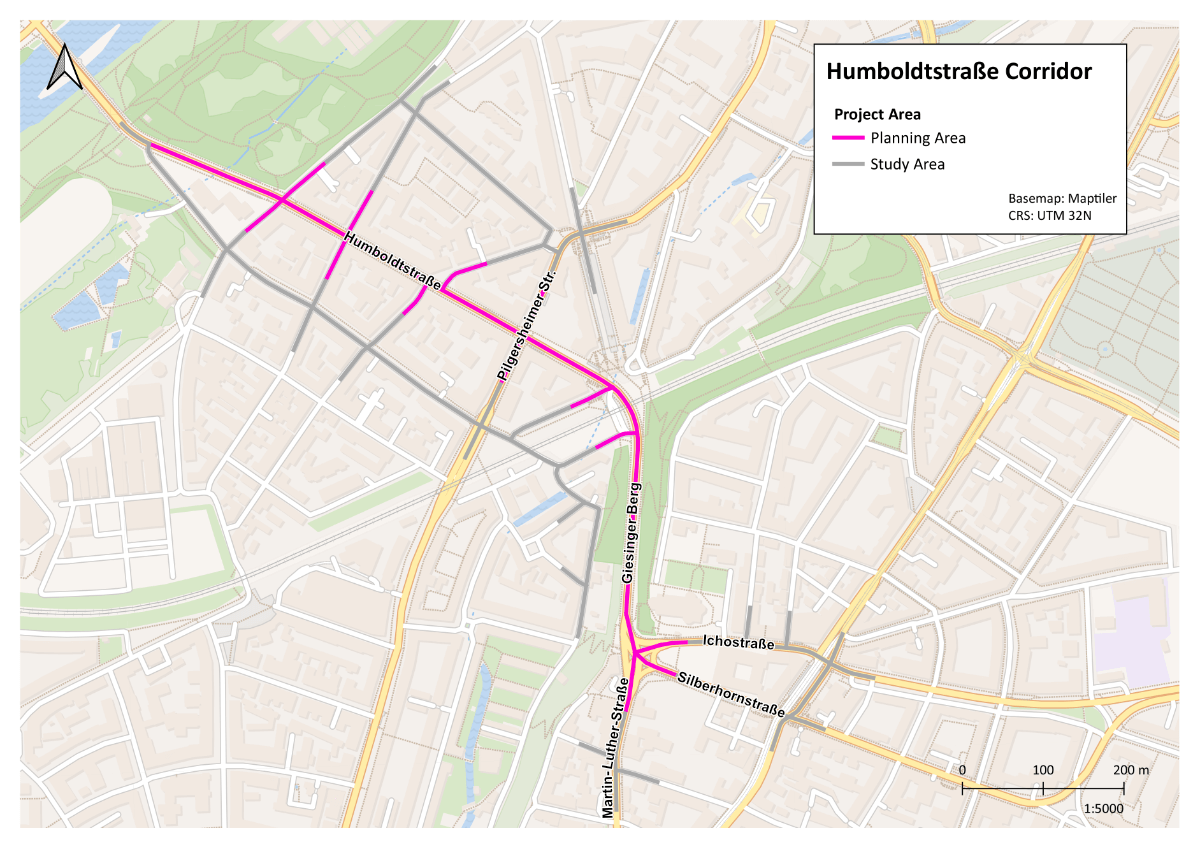 Humboldtstraße Corridor
Project Area
Planning Area
Study Area
Basemap: Maptiler
CRS: UTM 32N
Humboldtstraße
Pilgersheimer Str.
Giesinger Berg
Ichostraße
Silberhornstraße
Martin-Luther-Straße
0 100 200 m
1:5000